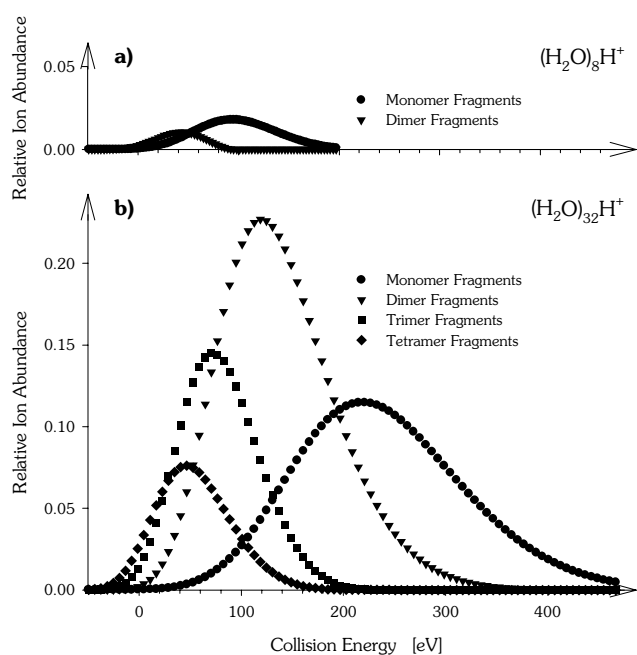 a)
(H₂O)₈H⁺
Relative Ion Abundance
0.05
0.00
Monomer Fragments
Dimer Fragments
b)
(H₂O)₃₂H⁺
Relative Ion Abundance
0.20
0.15
0.10
0.05
0.00
Monomer Fragments
Dimer Fragments
Trimer Fragments
Tetramer Fragments
0 100 200 300 400
Collision Energy [eV]